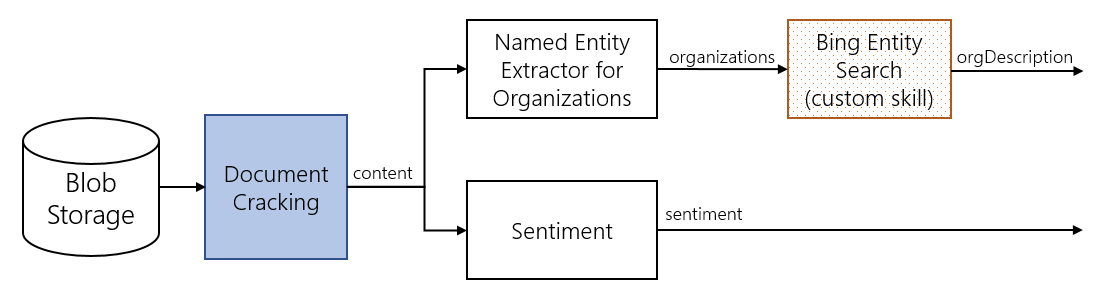 Blob
Storage
Document
Cracking
content
Named Entity
Extractor for
Organizations
organizations
Bing Entity
Search
(custom skill)
orgDescription
Sentiment
sentiment